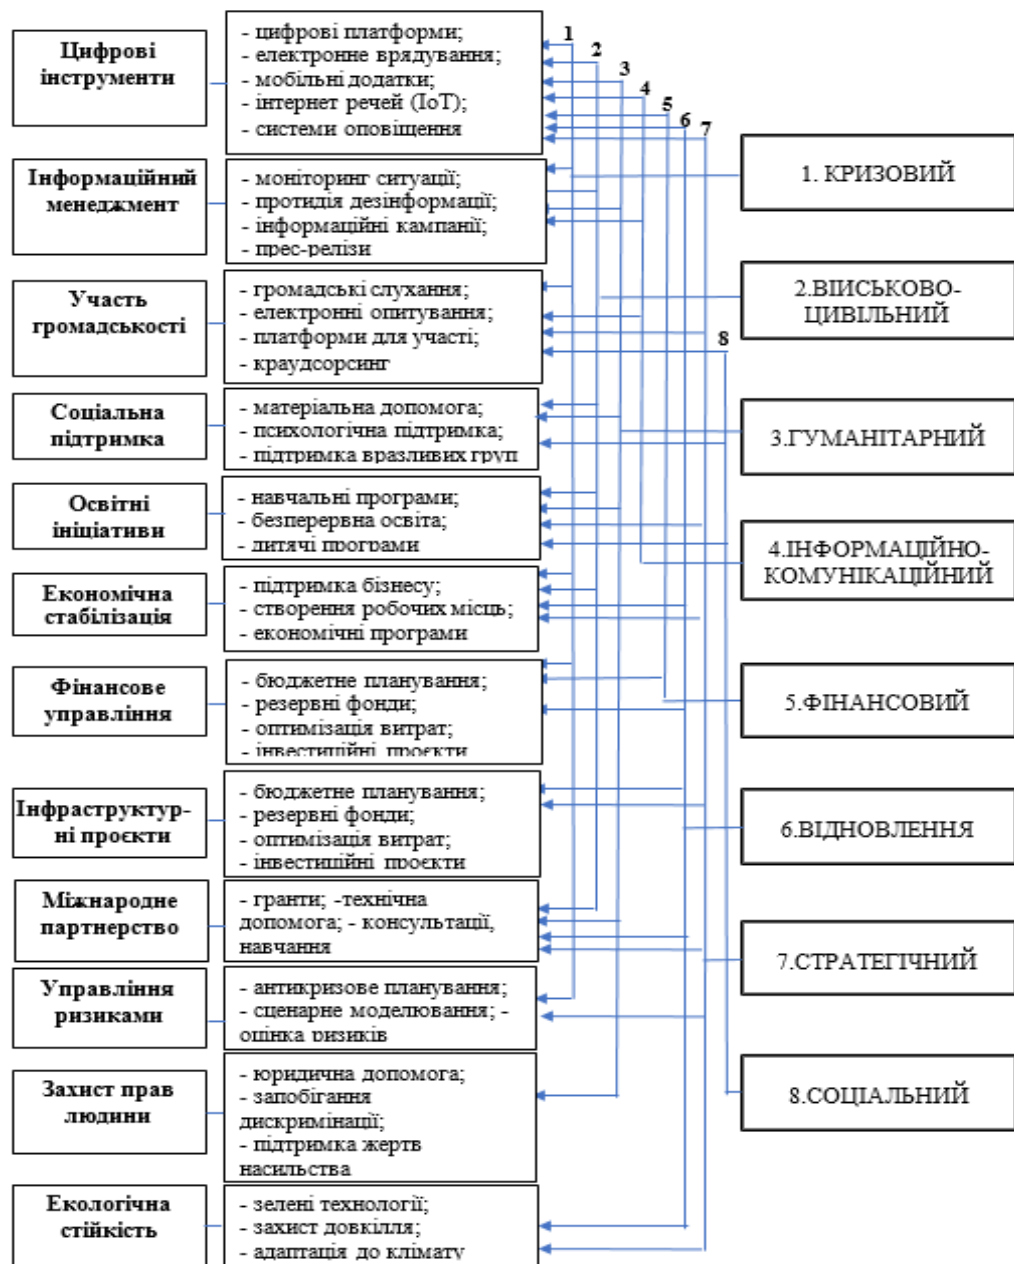 Цифрові
інструменти
- цифрові платформи;
- електронне врядування;
- мобільні додатки;
- інтернет речей (IoT);
- системи оповіщення
1
2
3
4
5
6
7
Інформаційний
менеджмент
- моніторинг ситуації;
- протидія дезінформації;
- інформаційні кампанії;
- прес-релізи
1. КРИЗОВИЙ
Участь
громадськості
- громадські слухання;
- електронні опитування;
- платформи для участі;
- краудсорсинг
2.ВІЙСЬКОВО-
ЦИВІЛЬНИЙ
8
Соціальна
підтримка
- матеріальна допомога;
- психологічна підтримка;
- підтримка вразливих груп
3.ГУМАНІТАРНИЙ
Освітні
ініціативи
- навчальні програми;
- безперервна освіта;
- дитячі програми
4.ІНФОРМАЦІЙНО-
КОМУНІКАЦІЙНИЙ
Економічна
стабілізація
- підтримка бізнесу;
- створення робочих місць;
- економічні програми
Фінансове
управління
- бюджетне планування;
- резервні фонди;
- оптимізація витрат;
- інвестиційні проєкти
5.ФІНАНСОВИЙ
Інфраструктур-
ні проєкти
- бюджетне планування;
- резервні фонди;
- оптимізація витрат;
- інвестиційні проєкти
6.ВІДНОВЛЕННЯ
Міжнародне
партнерство
- гранти; -технічна
допомога; - консультації,
навчання
7.СТРАТЕГІЧНИЙ
Управління
ризиками
- антикризове планування;
- сценарне моделювання; -
оцінка ризиків
Захист прав
людини
- юридична допомога;
- запобігання
дискримінації;
- підтримка жертв
насильства
8.СОЦІАЛЬНИЙ
Екологічна
стійкість
- зелені технології;
- захист довкілля;
- адаптація до клімату